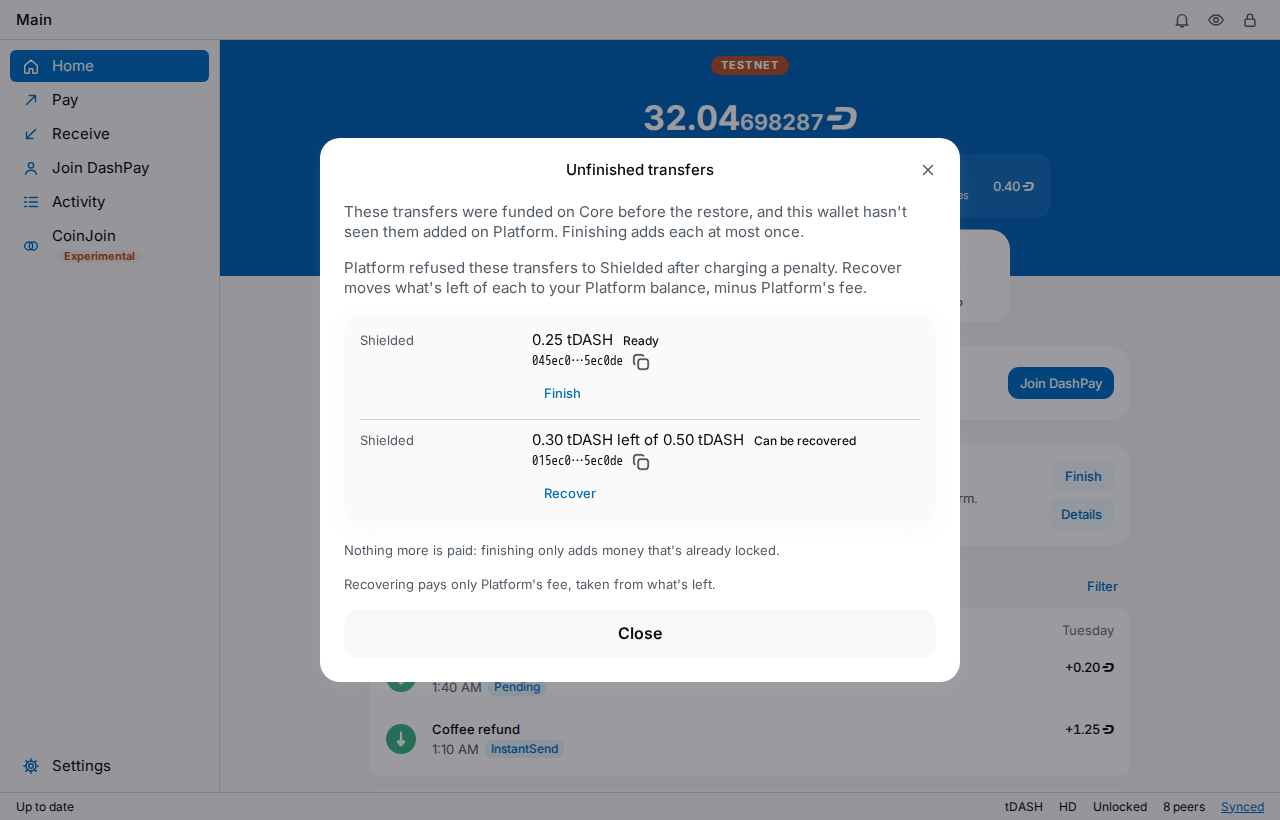 Main
Home
Pay
Receive
Join DashPay
Activity
CoinJoin
Experimental
Settings
TESTNET
32.04698287
0.40
Unfinished transfers
These transfers were funded on Core before the restore, and this wallet hasn't
seen them added on Platform. Finishing adds each at most once.
Platform refused these transfers to Shielded after charging a penalty. Recover
moves what's left of each to your Platform balance, minus Platform's fee.
Shielded
0.25 tDASH Ready
045ec0···5ec0de
Finish
Shielded
0.30 tDASH left of 0.50 tDASH Can be recovered
015ec0···5ec0de
Recover
Nothing more is paid: finishing only adds money that's already locked.
Recovering pays only Platform's fee, taken from what's left.
Close
Join DashPay
Finish
Details
Filter
Tuesday
+0.20
1:40 AM Pending
Coffee refund
+1.25
1:10 AM InstantSend
Up to date
tDASH HD Unlocked 8 peers Synced